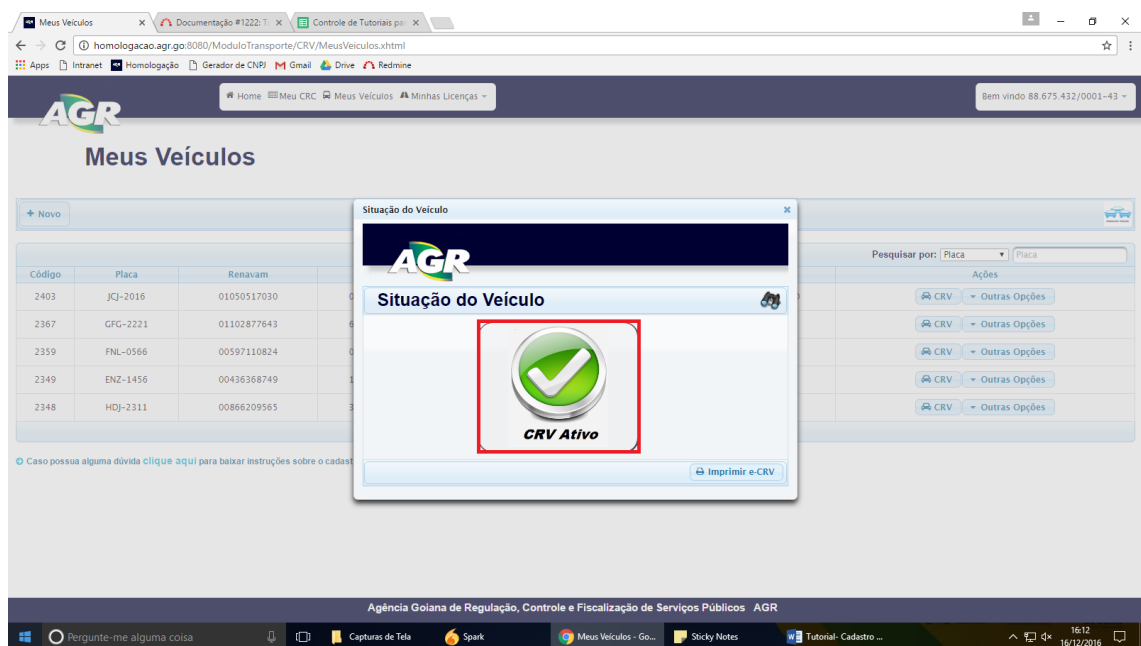 Meus Veículos
Documentação #1222: T
Controle de Tutoriais pa
homologacao.agr.go:8080/ModuloTransporte/CRV/MeusVeiculos.xhtml
Apps Intranet Homologação Gerador de CNPJ Gmail Drive Redmine
AGR
Home Meu CRC Meus Veículos Minhas Licenças
Bem vindo 88.675.432/0001-43
Meus Veículos
+ Novo
Situação do Veículo
AGR
Situação do Veículo
CRV Ativo
Imprimir e-CRV
Pesquisar por: Placa Placa
Código Placa Renavam Ações
2403 JCJ-2016 01050517030 CRV Outras Opções
2367 GFG-2221 01102877643 CRV Outras Opções
2359 FNL-0566 00597110824 CRV Outras Opções
2349 ENZ-1456 00436368749 CRV Outras Opções
2348 HDJ-2311 00866209565 CRV Outras Opções
Caso possua alguma dúvida clique aqui para baixar instruções sobre o cadast
Agência Goiana de Regulação, Controle e Fiscalização de Serviços Públicos AGR
Pergunte-me alguma coisa
Capturas de Tela
Spark
Meus Veículos - Go...
Sticky Notes
Tutorial- Cadastro ...
16:12
16/12/2016